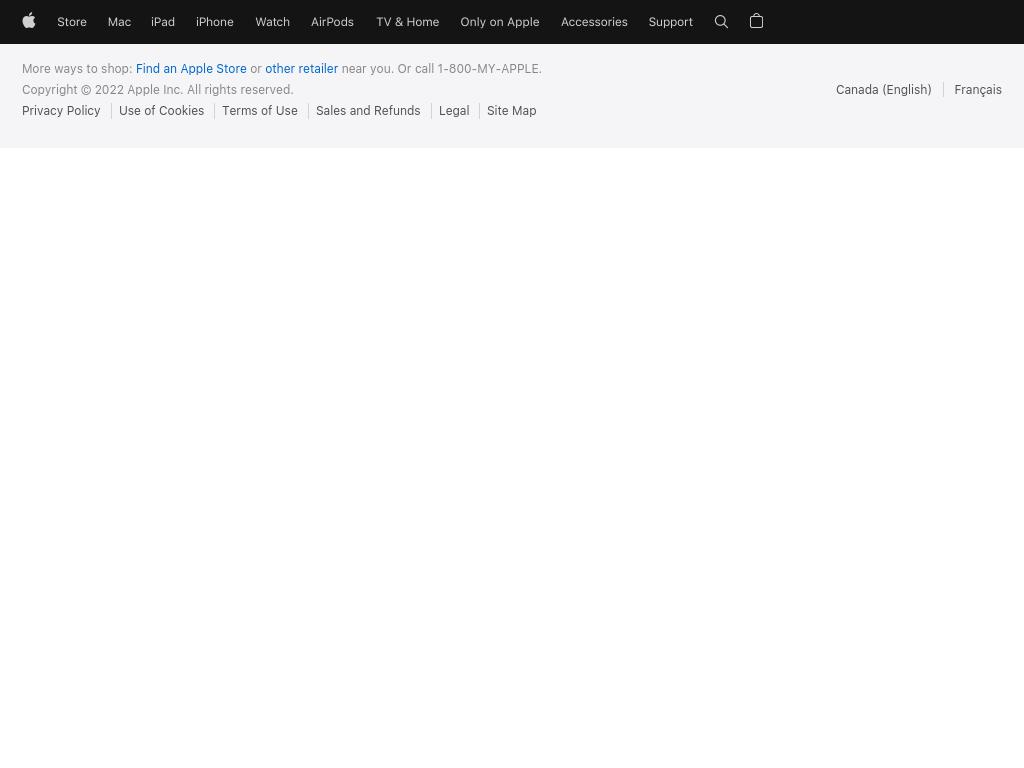 Store Mac iPad iPhone Watch AirPods TV & Home Only on Apple Accessories Support
More ways to shop: Find an Apple Store or other retailer near you. Or call 1-800-MY-APPLE.
Copyright © 2022 Apple Inc. All rights reserved.
Canada (English) Français
Privacy Policy Use of Cookies Terms of Use Sales and Refunds Legal Site Map